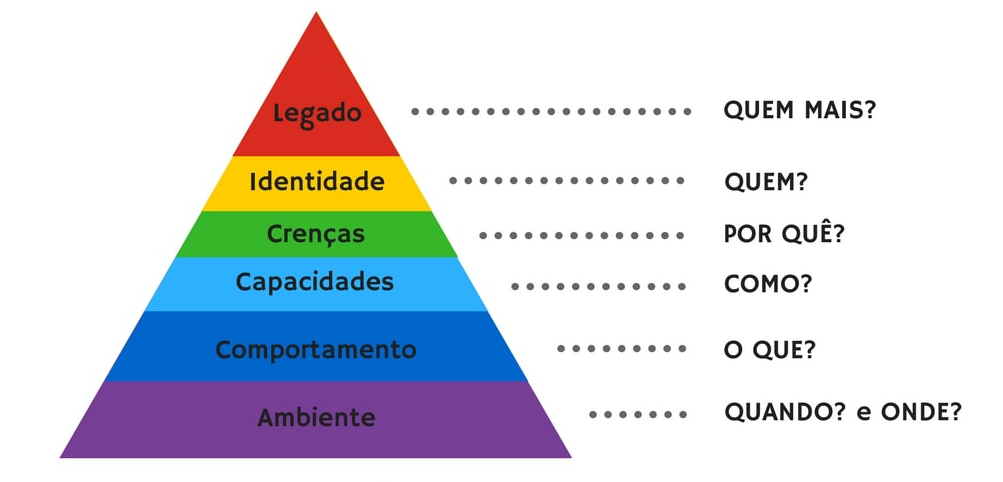 Legado
QUEM MAIS?
Identidade
QUEM?
Crenças
POR QUÊ?
Capacidades
COMO?
Comportamento
O QUE?
Ambiente
QUANDO? e ONDE?